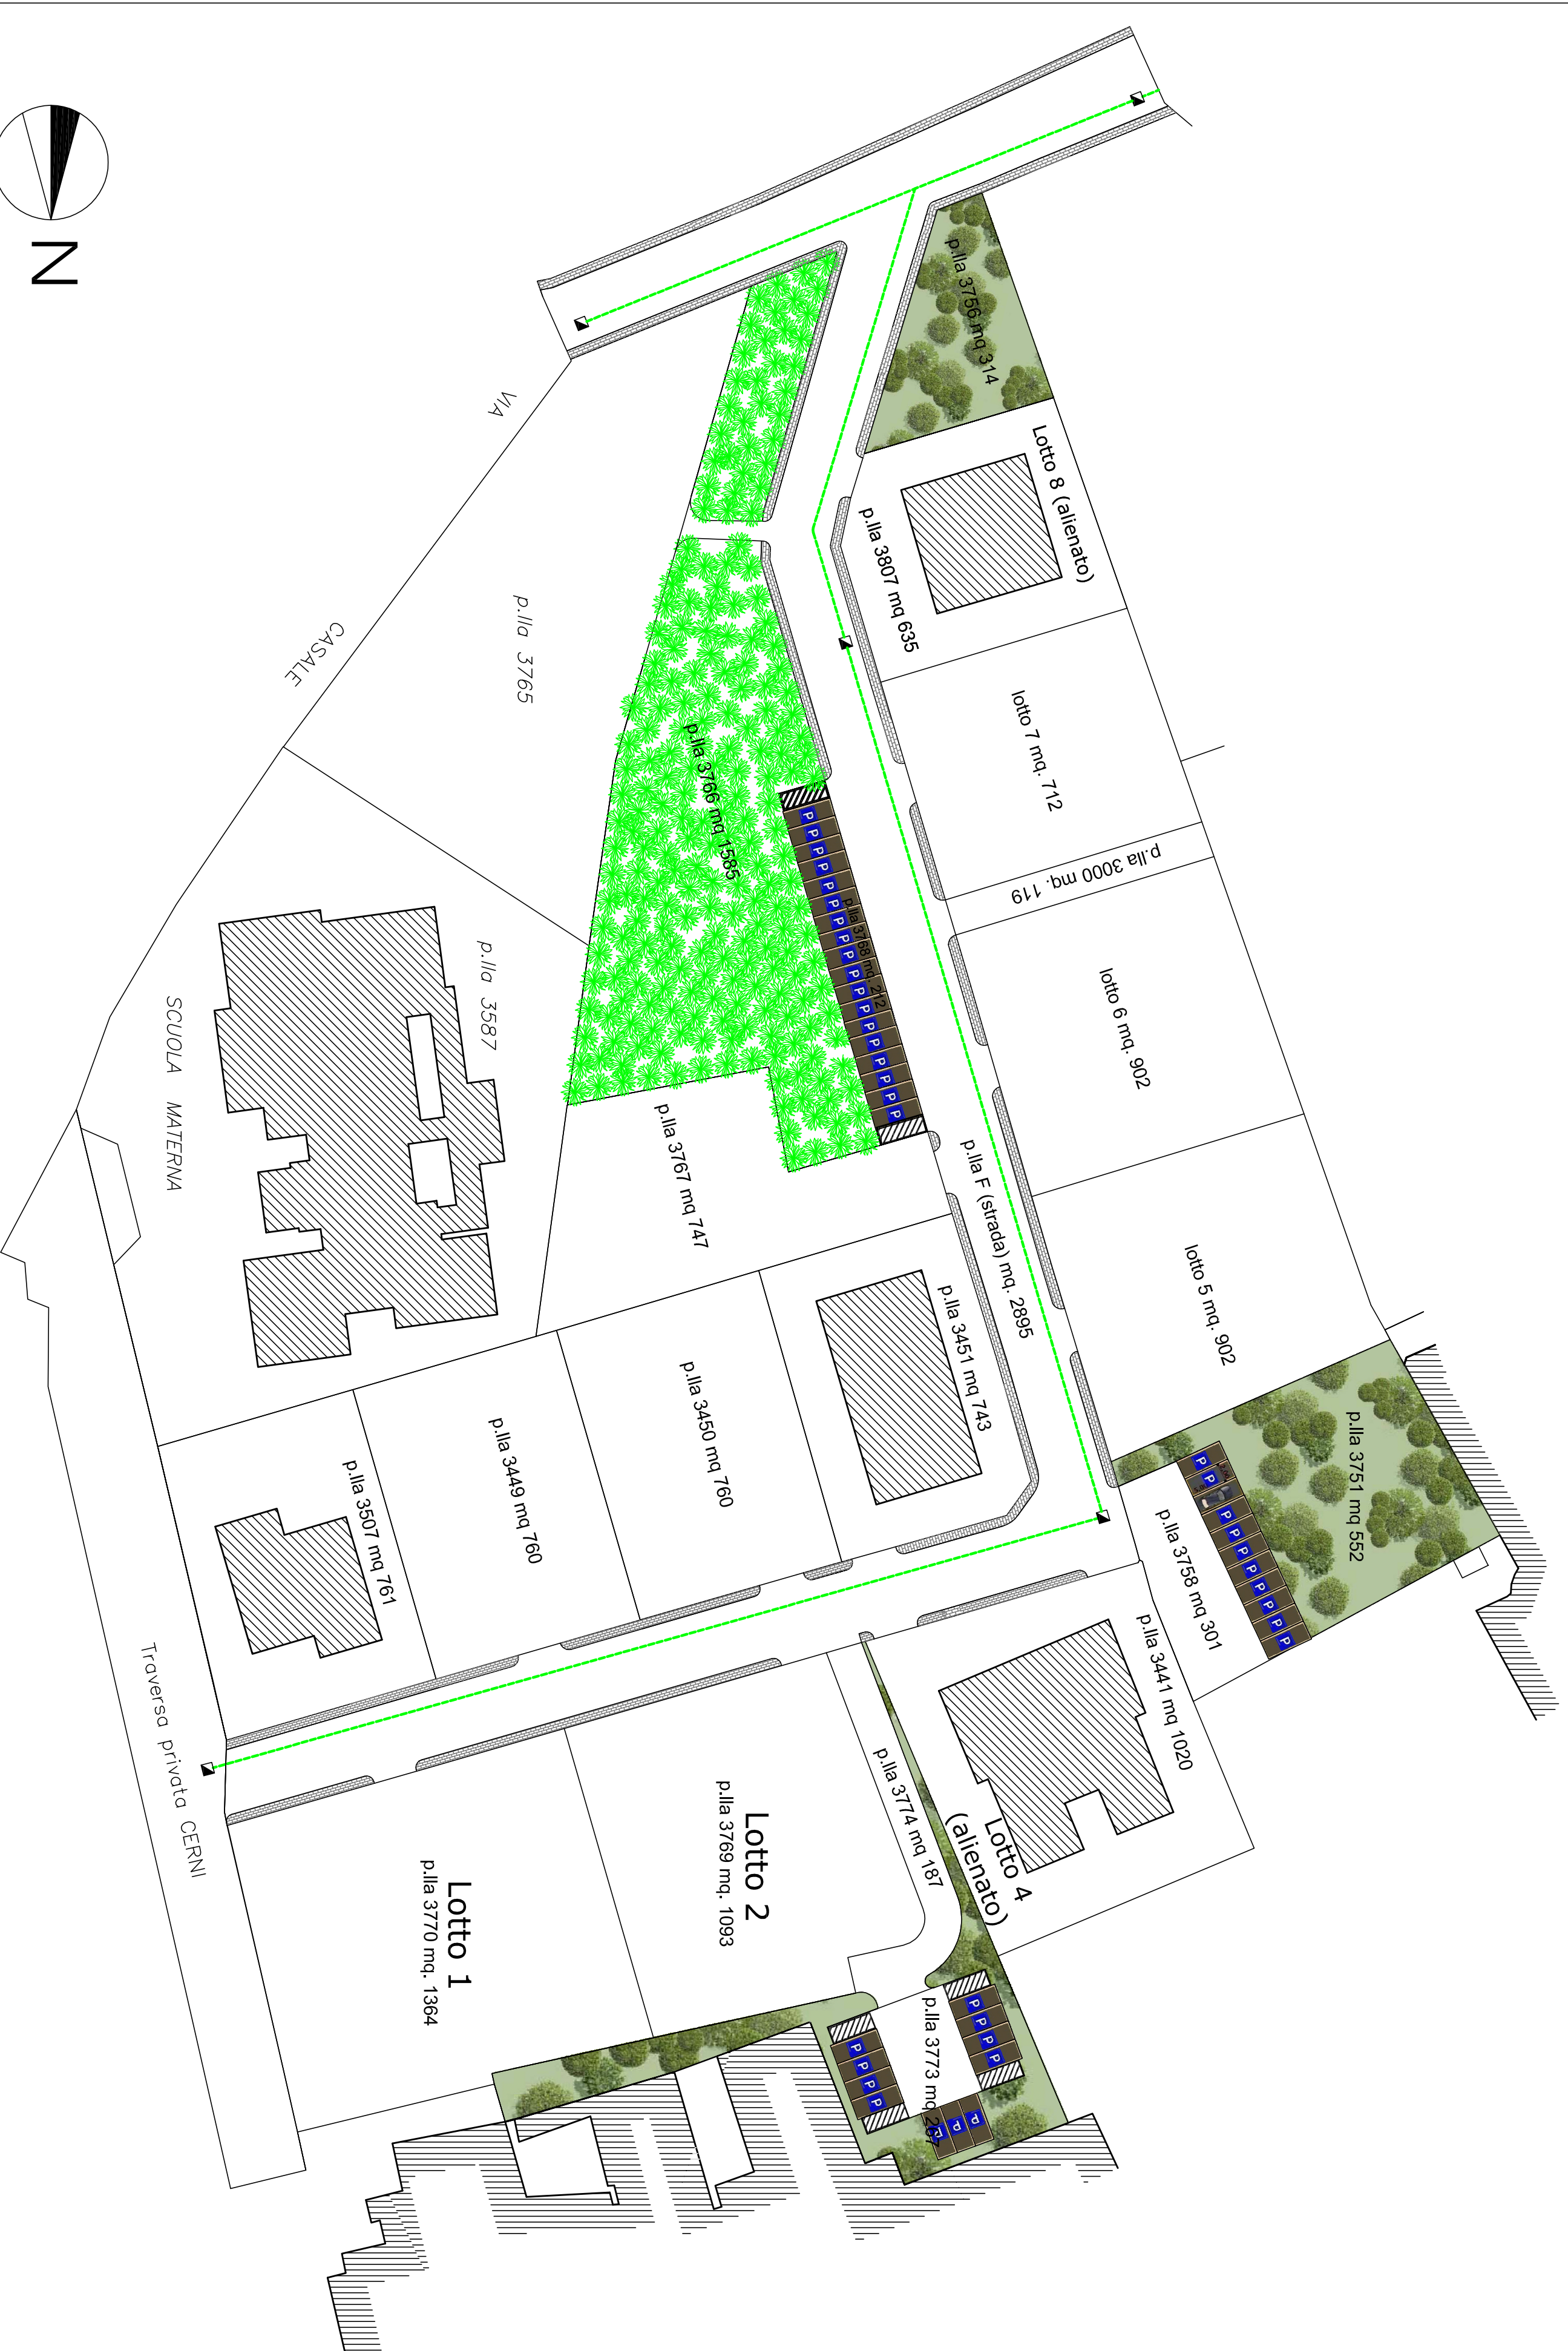 N
p.lla 3756 mq 314
Lotto 8 (alienato)
p.lla 3807 mq 635
VIA
CASALE
p.lla 3765
lotto 7 mq. 712
p.lla 3000 mq. 119
p.lla 3766 mq 1585
p.lla 3768 mq. 212
P P P P P P P P P P P P P P P P P P
lotto 6 mq. 902
p.lla 3587
SCUOLA MATERNA
p.lla 3767 mq 747
p.lla F (strada) mq. 2895
lotto 5 mq. 902
p.lla 3451 mq 743
p.lla 3450 mq 760
p.lla 3449 mq 760
p.lla 3507 mq 761
p.lla 3751 mq 552
P P P P P P P P P P
p.lla 3758 mq 301
p.lla 3441 mq 1020
Lotto 4
(alienato)
p.lla 3774 mq 187
Traversa privata CERNI
Lotto 2
p.lla 3769 mq. 1093
Lotto 1
p.lla 3770 mq. 1364
P P P P
p.lla 3773 mq
P P P P
P P P